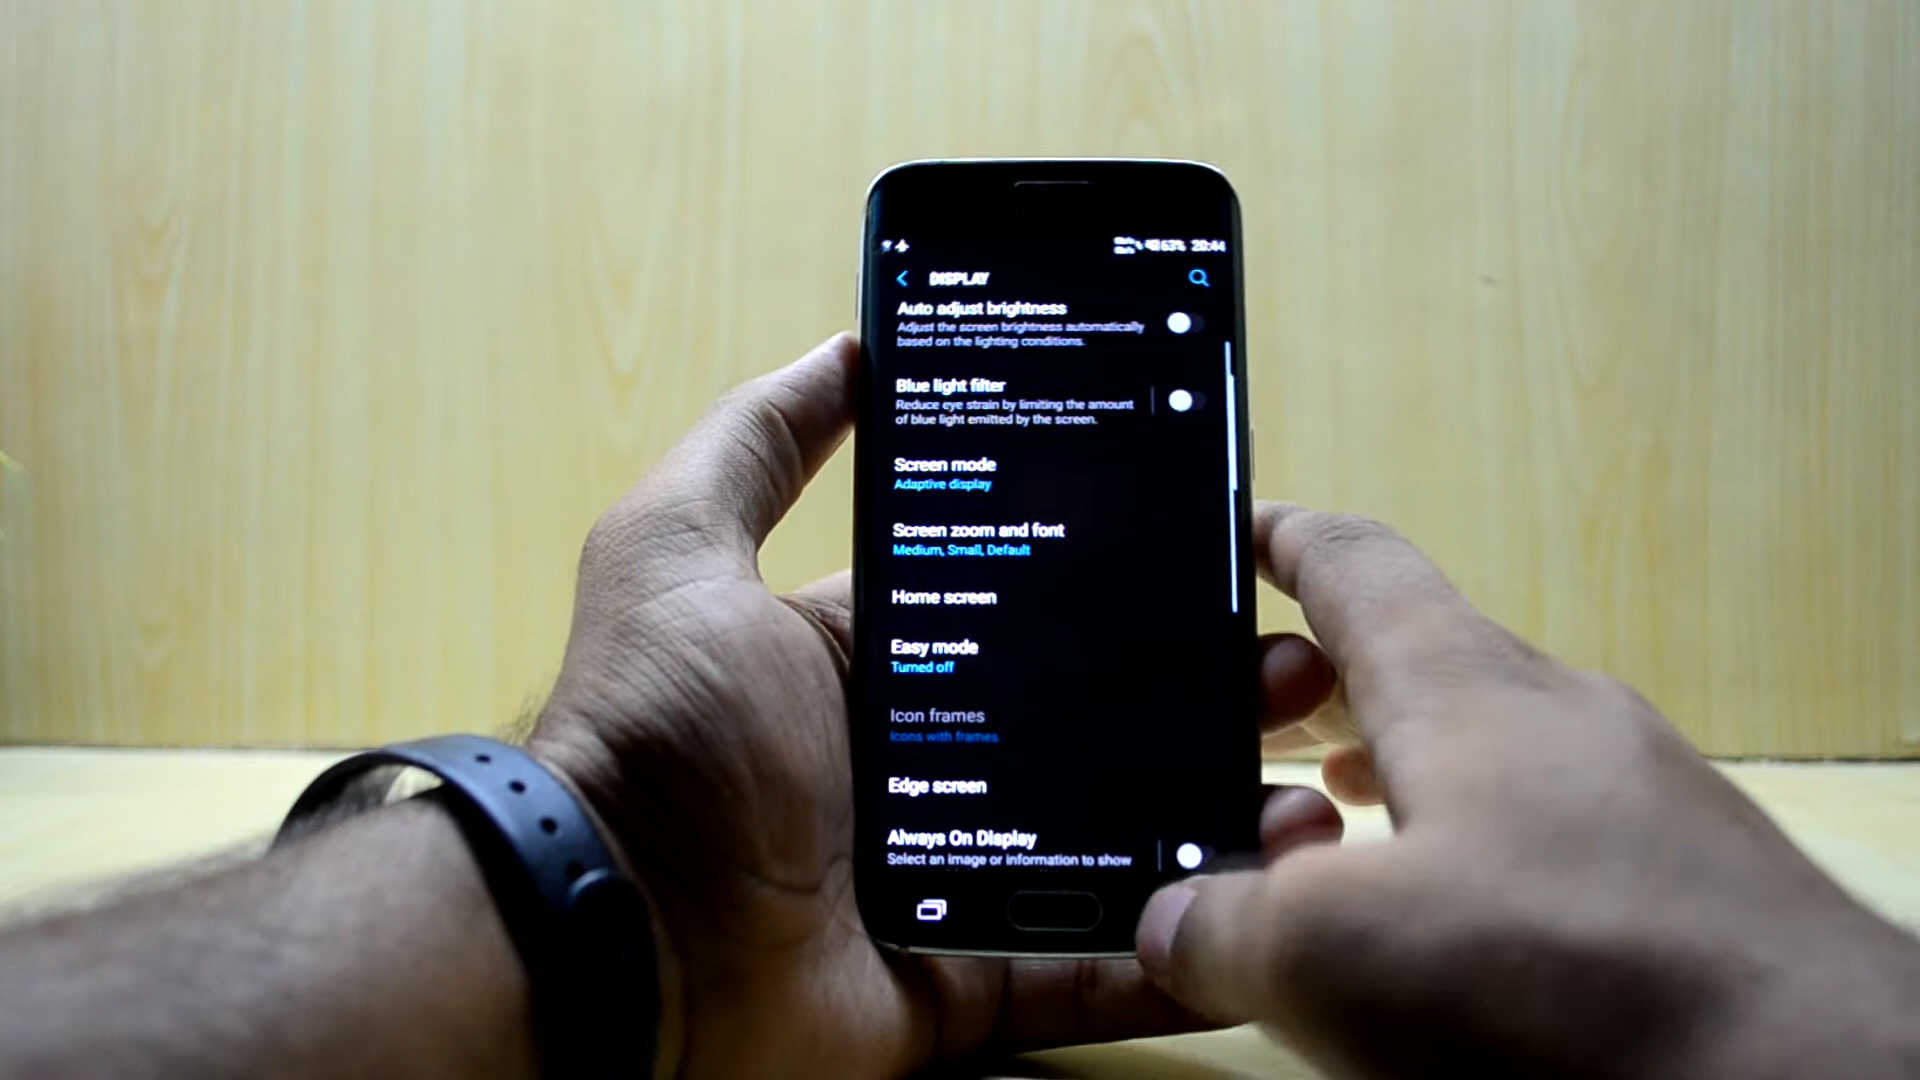 63% 20:44
DISPLAY
Auto adjust brightness
Adjust the screen brightness automatically
based on the lighting conditions.
Blue light filter
Reduce eye strain by limiting the amount
of blue light emitted by the screen.
Screen mode
Adaptive display
Screen zoom and font
Medium, Small, Default
Home screen
Easy mode
Turned off
Icon frames
Icons with frames
Edge screen
Always On Display
Select an image or information to show